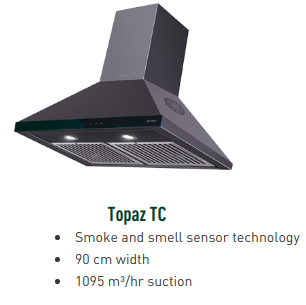 Topaz TC
• Smoke and smell sensor technology
• 90 cm width
• 1095 m³/hr suction